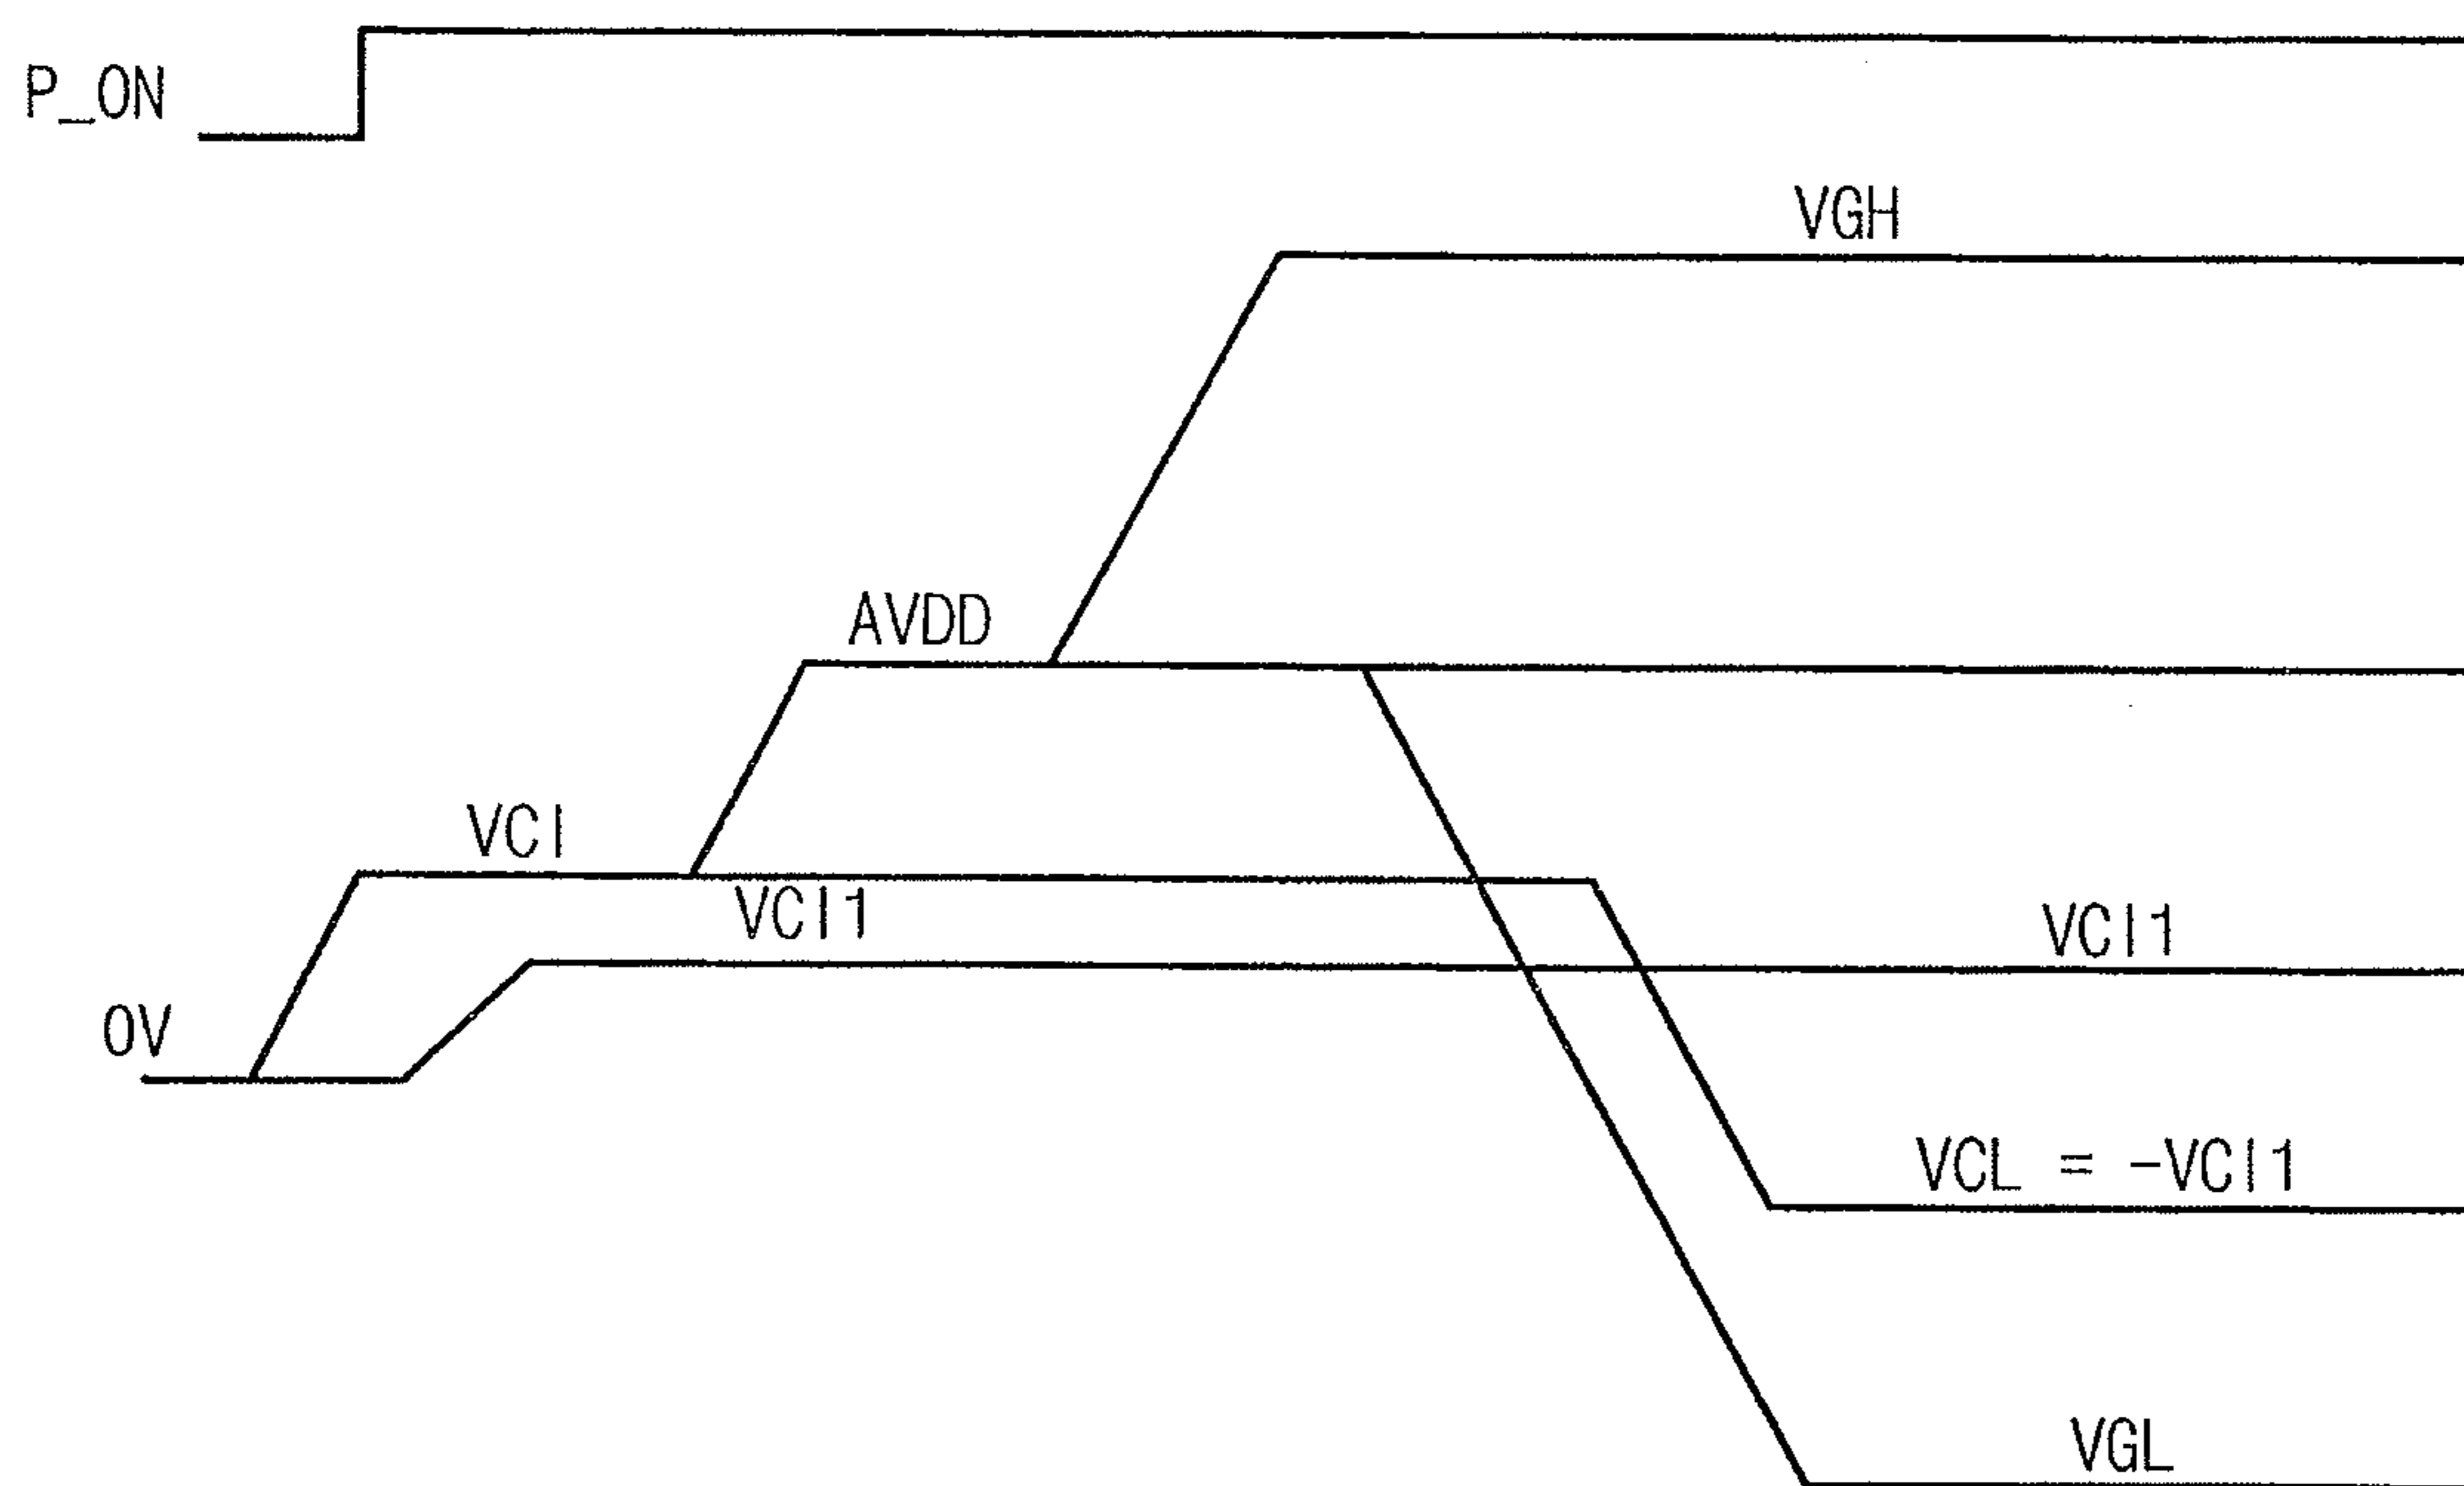 P_ON
VGH
AVDD
VCI
VCI1
VCI1
0V
VCL = -VCI1
VGL